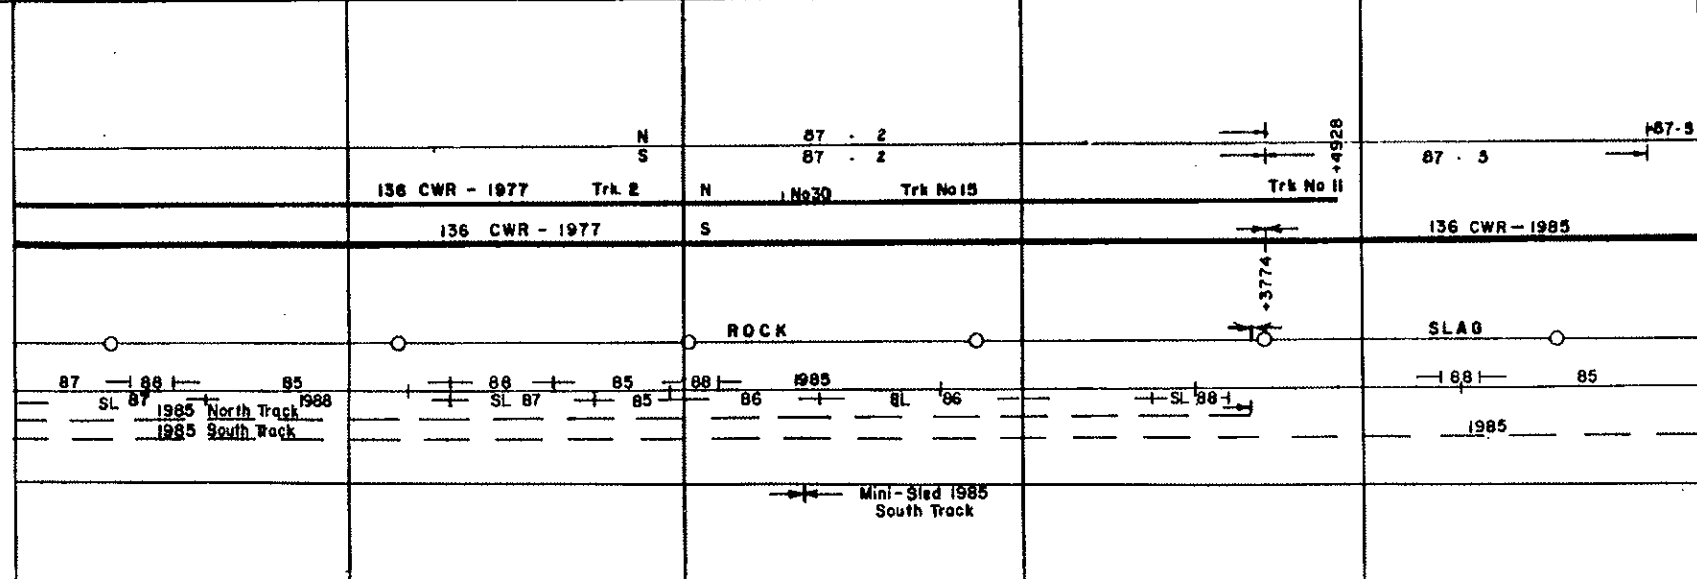 N 87 . 2
S 87 . 2
+4928
87 . 3
87-3
136 CWR - 1977 Trk. 2 N No30 Trk No 15 Trk No 11
136 CWR - 1977 S 136 CWR - 1985
+3774
ROCK SLAG
87 88 85 88 85 88 1985 88 85
SL 87 1988 SL 87 85 86 SL 86 SL 88
1985 North Track
1985 South Track
1985
Mini-Sled 1985
South Track